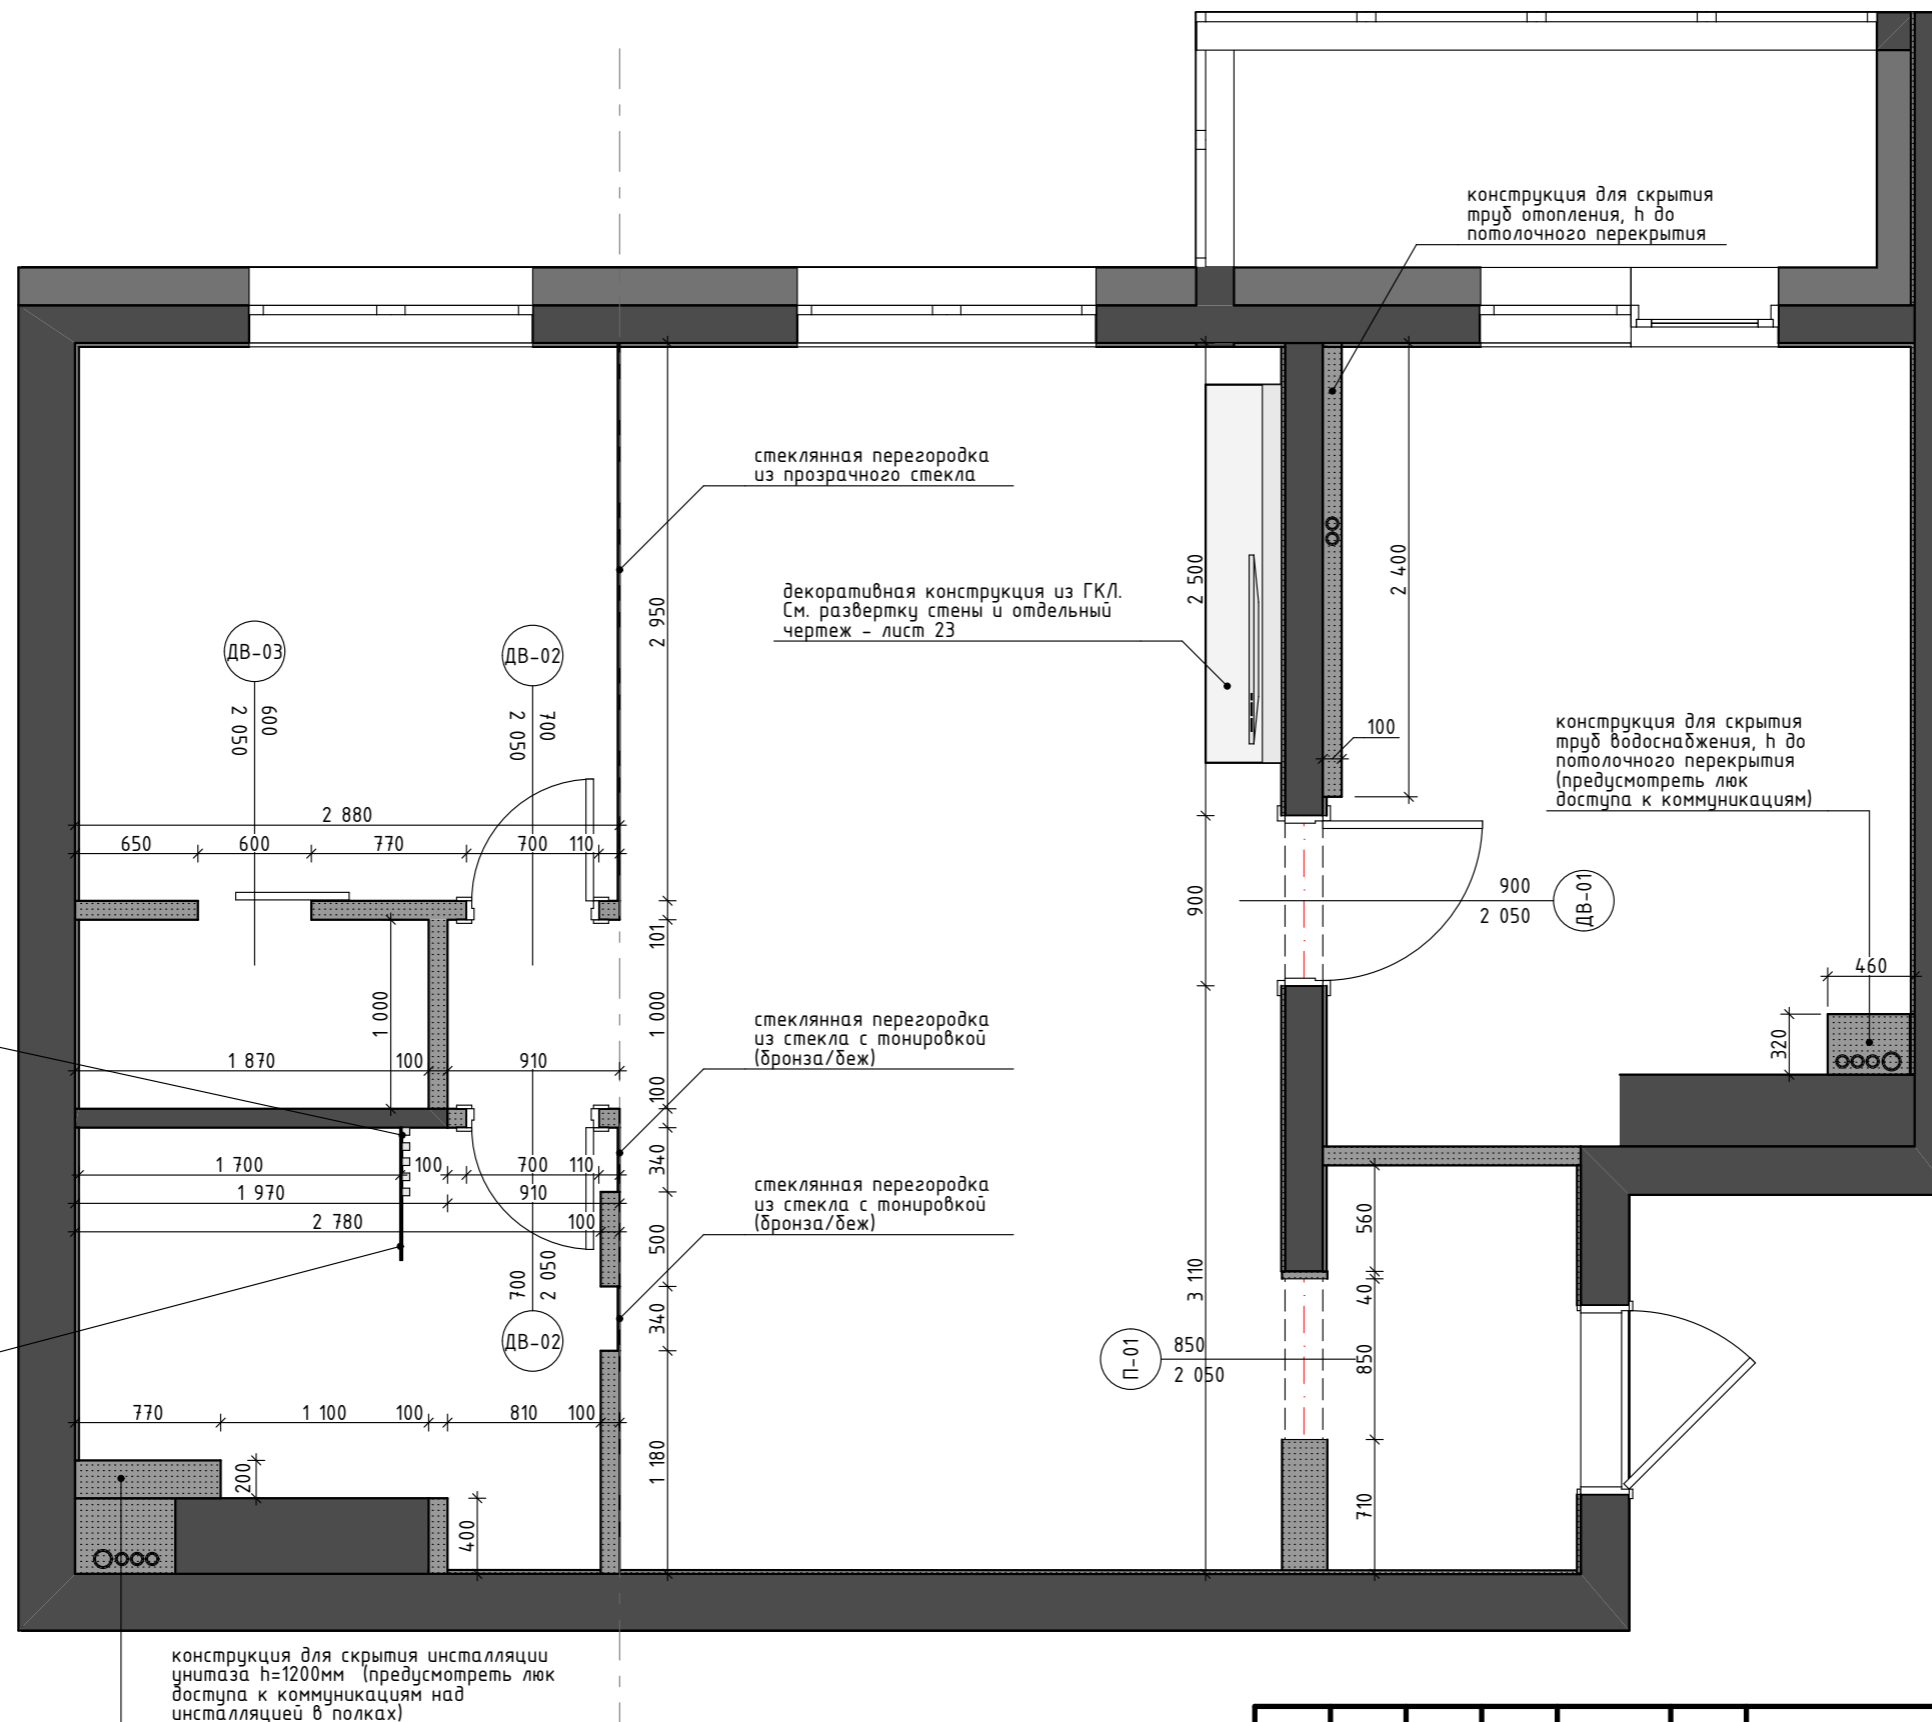 конструкция для скрытия
труб отопления, h до
потолочного перекрытия
стеклянная перегородка
из прозрачного стекла
декоративная конструкция из ГКЛ.
См. развертку стены и отдельный
чертеж - лист 23
2 950
2 500
2 400
100
ДВ-03
600
2 050
ДВ-02
700
2 050
конструкция для скрытия
труб водоснабжения, h до
потолочного перекрытия
(предусмотреть люк
доступа к коммуникациям)
2 880
650
600
770
700
110
900
900
2 050
ДВ-01
101
1 000
460
320
1 000
стеклянная перегородка
из стекла с тонировкой
(бронза/беж)
1 870
100
910
100
1 700
100
700
110
340
1 970
910
2 780
100
500
стеклянная перегородка
из стекла с тонировкой
(бронза/беж)
560
40
3 110
700
2 050
ДВ-02
340
П-01
850
2 050
850
770
1 100
100
810
100
1 180
200
400
710
конструкция для скрытия инсталляции
унитаза h=1200мм (предусмотреть люк
доступа к коммуникациям над
инсталляцией в полках)